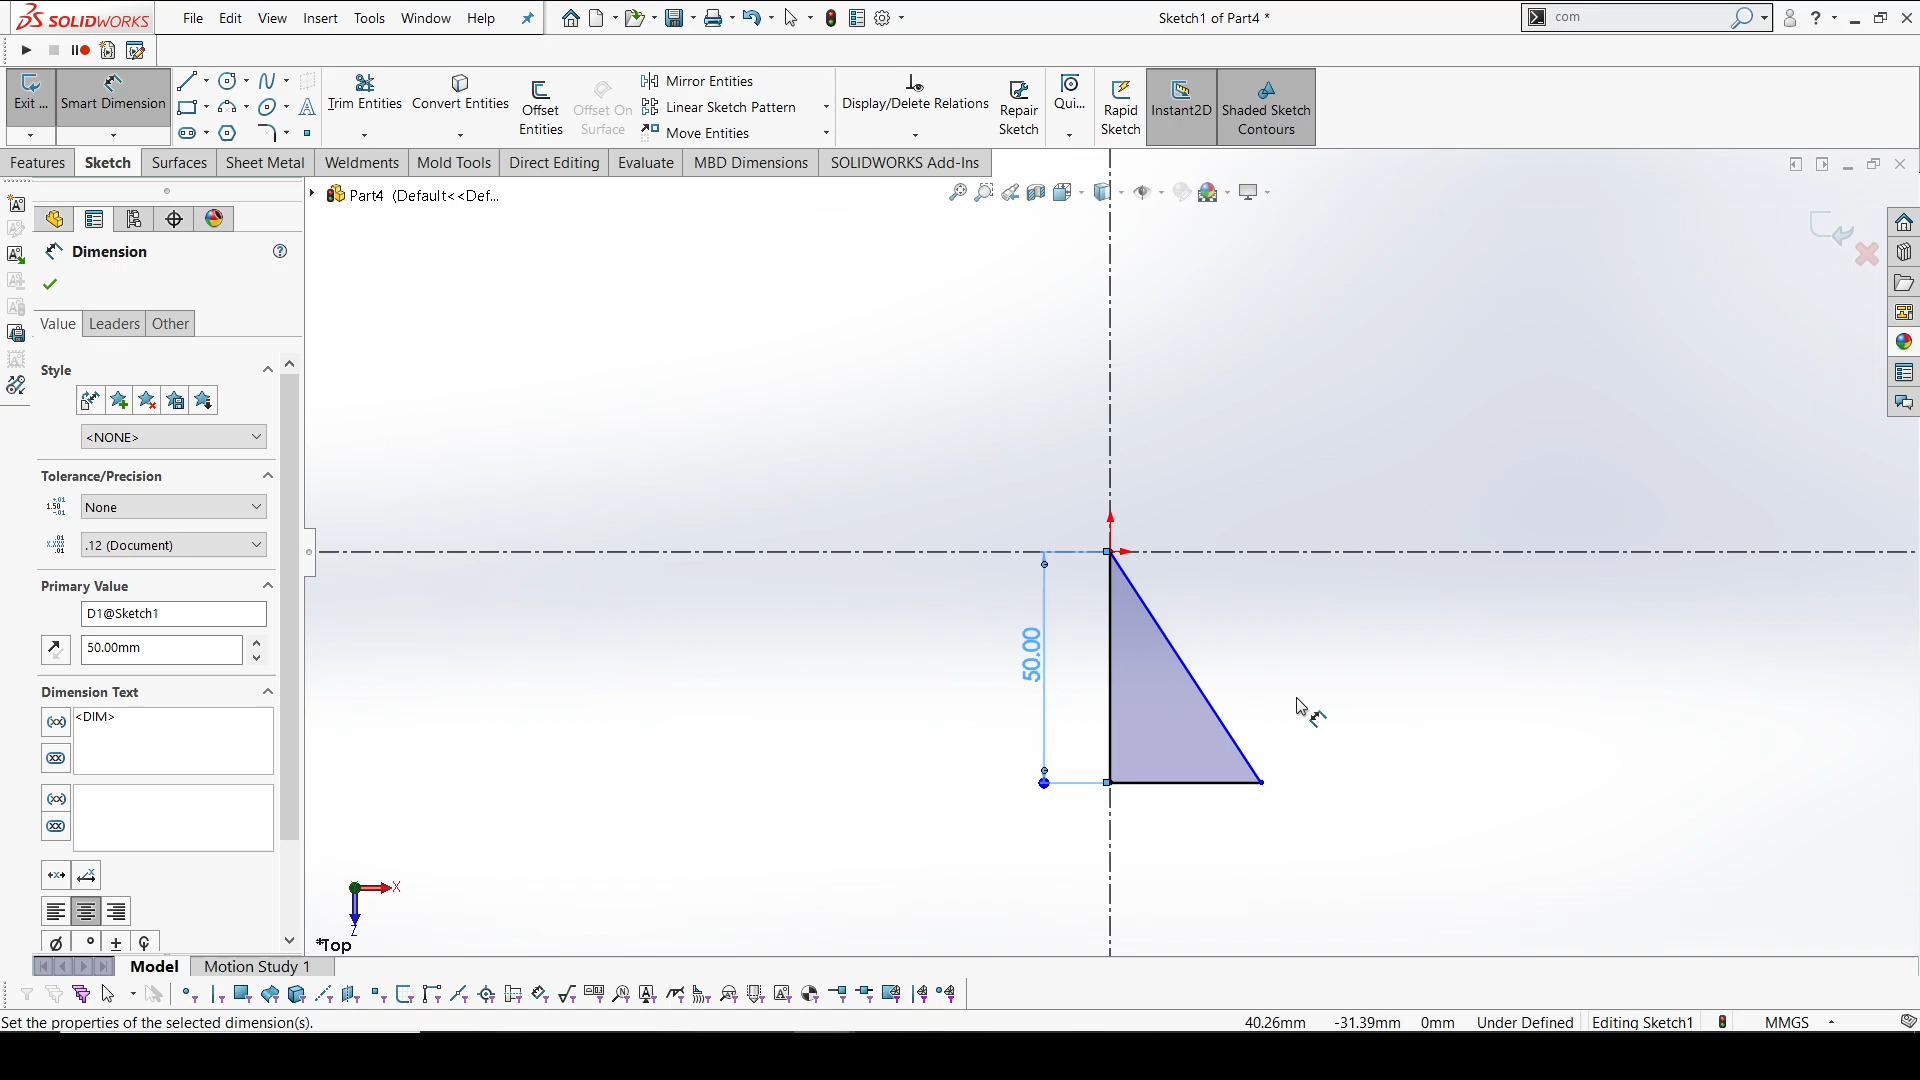 SOLIDWORKS File Edit View Insert Tools Window Help Sketch1 of Part4 * com ?
Exit ... Smart Dimension Trim Entities Convert Entities Offset Entities Offset On Surface Mirror Entities Linear Sketch Pattern Move Entities Display/Delete Relations Repair Sketch Qui... Rapid Sketch Instant2D Shaded Sketch Contours
Features Sketch Surfaces Sheet Metal Weldments Mold Tools Direct Editing Evaluate MBD Dimensions SOLIDWORKS Add-Ins
Part4 (Default<<Def...
Dimension
Value Leaders Other
Style
<NONE>
Tolerance/Precision
None
.12 (Document)
Primary Value
D1@Sketch1
50.00mm
Dimension Text
<DIM>
50.00
X
Z
*Top
Model Motion Study 1
Set the properties of the selected dimension(s). 40.26mm -31.39mm 0mm Under Defined Editing Sketch1 MMGS